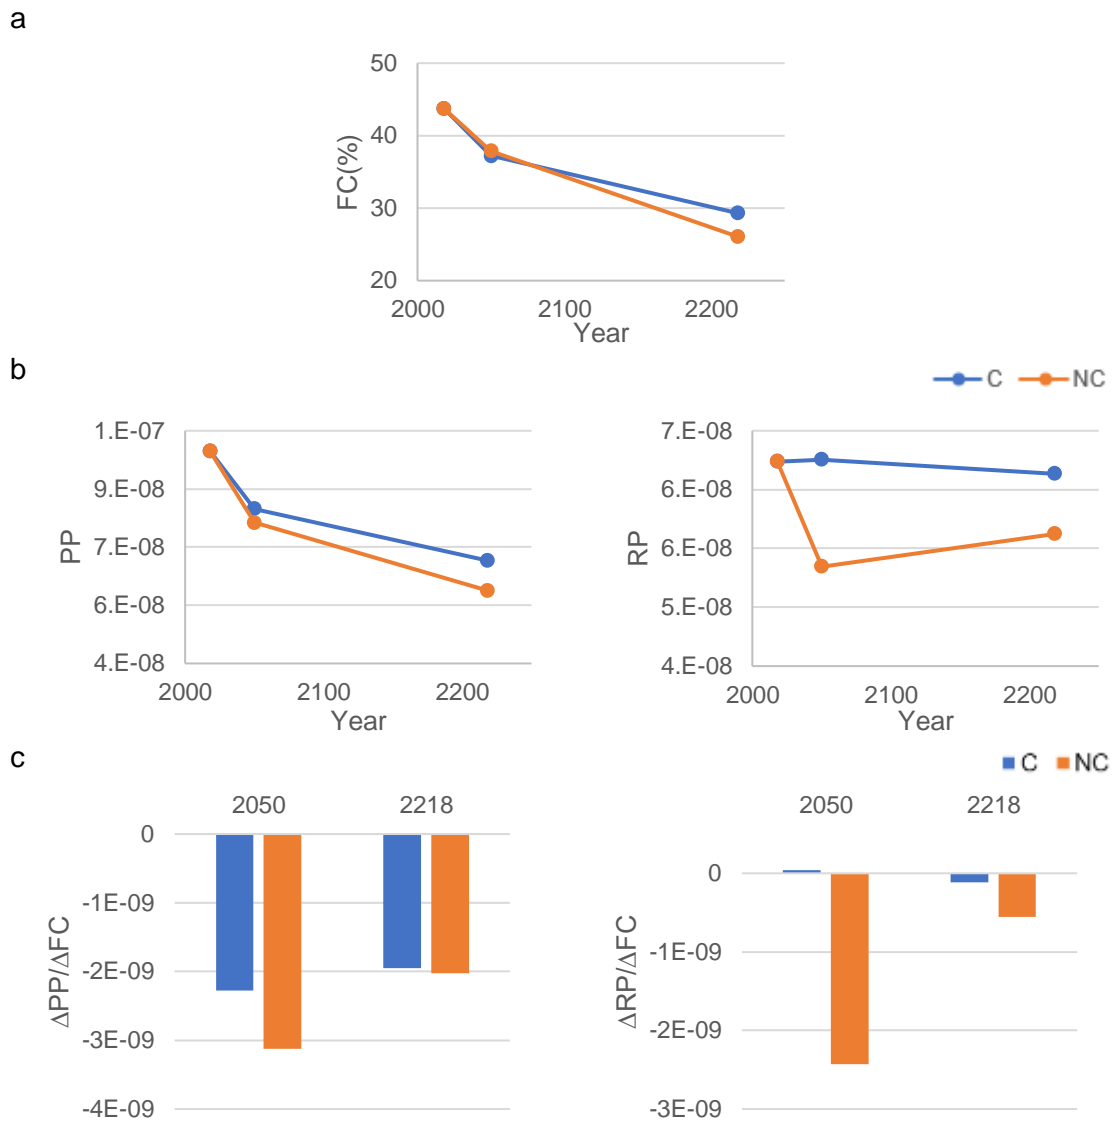 a
50
40
30
20
FC(%)
2000 2100 2200
Year
b
C NC
1.E-07
9.E-08
7.E-08
6.E-08
4.E-08
PP
2000 2100 2200
Year
7.E-08
6.E-08
6.E-08
5.E-08
4.E-08
RP
2000 2100 2200
Year
c
C NC
2050 2218
0
-1E-09
-2E-09
-3E-09
-4E-09
ΔPP/ΔFC
2050 2218
0
-1E-09
-2E-09
-3E-09
ΔRP/ΔFC